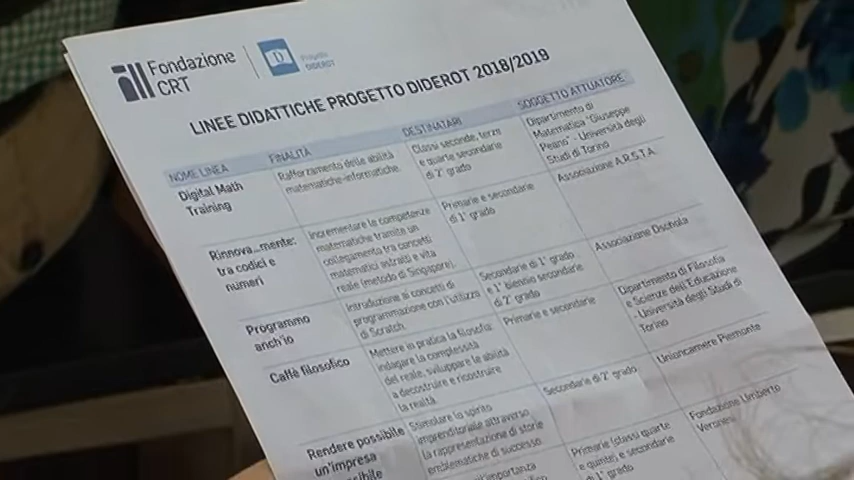 Fondazione
CRT
Progetto
DIDEROT
LINEE DIDATTICHE PROGETTO DIDEROT 2018/2019
NOME LINEA
FINALITÀ
DESTINATARI
SOGGETTO ATTUATORE
Digital Math
Training
Rafforzamento delle abilità
matematiche-informatiche.
Classi seconde, terze
e quarte secondarie
di 2° grado
Dipartimento di
Matematica "Giuseppe
Peano" - Università degli
Studi di Torino
Rinnova...mente:
tra codici e
numeri
Incrementare le competenze
matematiche tramite un
collegamento tra concetti
matematici astratti e vita
reale (metodo di Singapore).
Primarie e secondarie
di 1° grado
Associazione A.R.S.T.A.
Programmo
anch'io
Introduzione ai concetti di
programmazione con l'utilizzo
di Scratch.
Secondarie di 1° grado
e 1° biennio secondarie
di 2° grado
Associazione Dschola
Caffè filosofico
Mettere in pratica la filosofia:
indagare la complessità
del reale, sviluppare le abilità
a decostruire e ricostruire
la realtà.
Primarie e secondarie
Dipartimento di Filosofia
e Scienze dell'Educazione
- Università degli Studi di
Torino
Rendere possibile
un'impresa
Stimolare lo spirito
imprenditoriale attraverso
la rappresentazione di storie
emblematiche di successo
Secondarie di 2° grado
Unioncamere Piemonte
Primarie (classi quarte
e quinte) e secondarie
di 1° grado
Fondazione Umberto
Veronesi